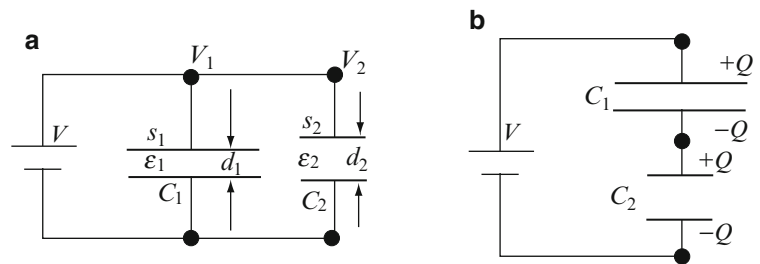 a
V₁
V₂
V
s₁
ε₁
d₁
C₁
s₂
ε₂
d₂
C₂
b
V
C₁
+Q
−Q
+Q
C₂
−Q